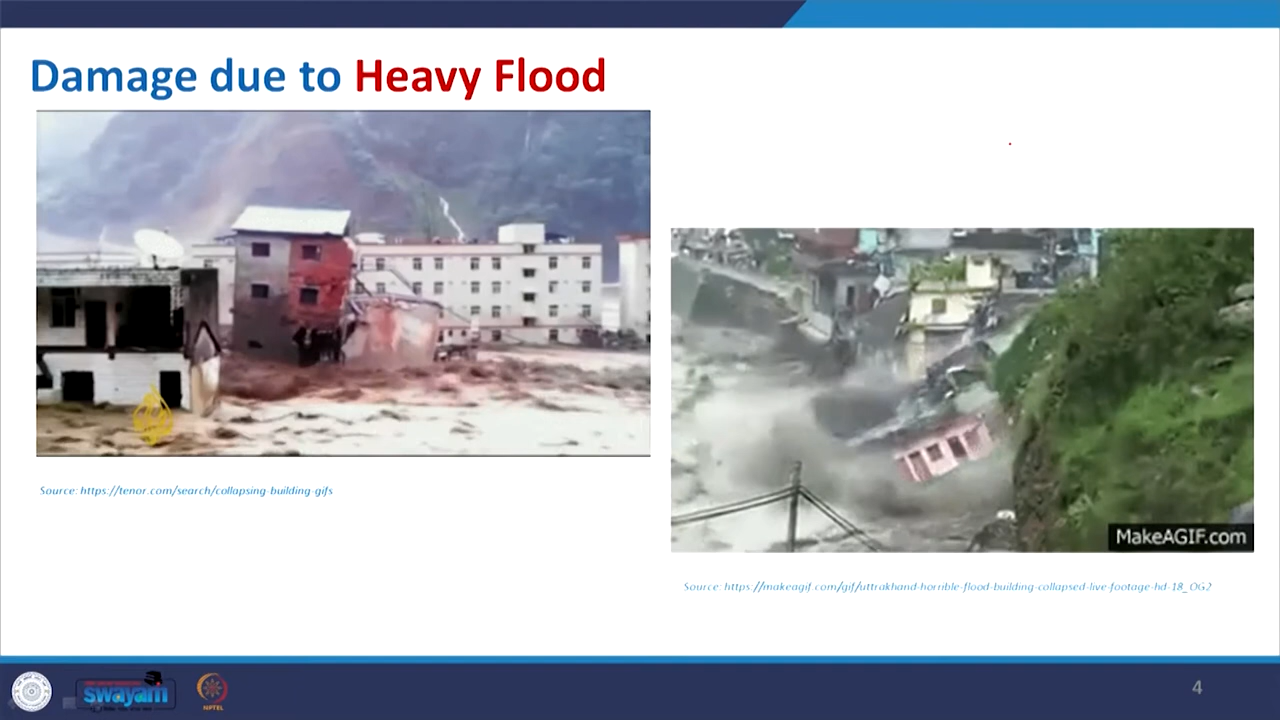 Damage due to Heavy Flood
Source: https://tenor.com/search/collapsing-building-gifs
MakeAGIF.com
Source: https://makeagif.com/gif/uttrakhand-horrible-flood-building-collapsed-live-footage-hd-18_OG2
swayam
NPTEL
4